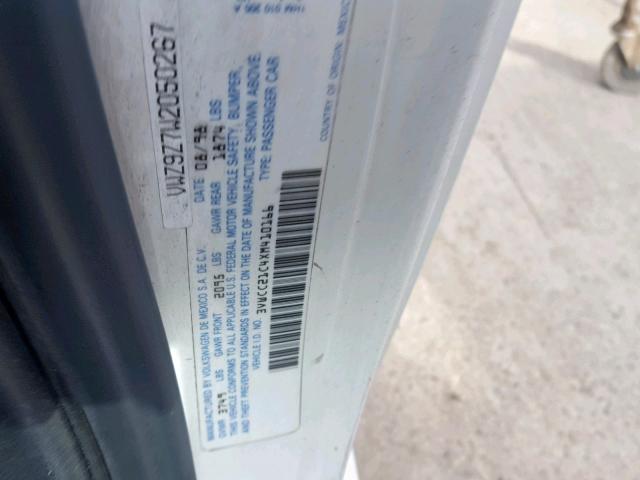 VWZ9Z7W2050267
MANUFACTURED BY VOLKSWAGEN DE MEXICO S.A. DE C.V. DATE 08/98
GVWR 3749 LBS GAWR FRONT 2095 LBS GAWR REAR 1874 LBS
THIS VEHICLE CONFORMS TO ALL APPLICABLE U.S. FEDERAL MOTOR VEHICLE SAFETY, BUMPER,
AND THEFT PREVENTION STANDARDS IN EFFECT ON THE DATE OF MANUFACTURE SHOWN ABOVE.
VEHICLE I.D. NO. 3VWCC21C4XM410166 TYPE: PASSENGER CAR
COUNTRY OF ORIGIN: MEXICO